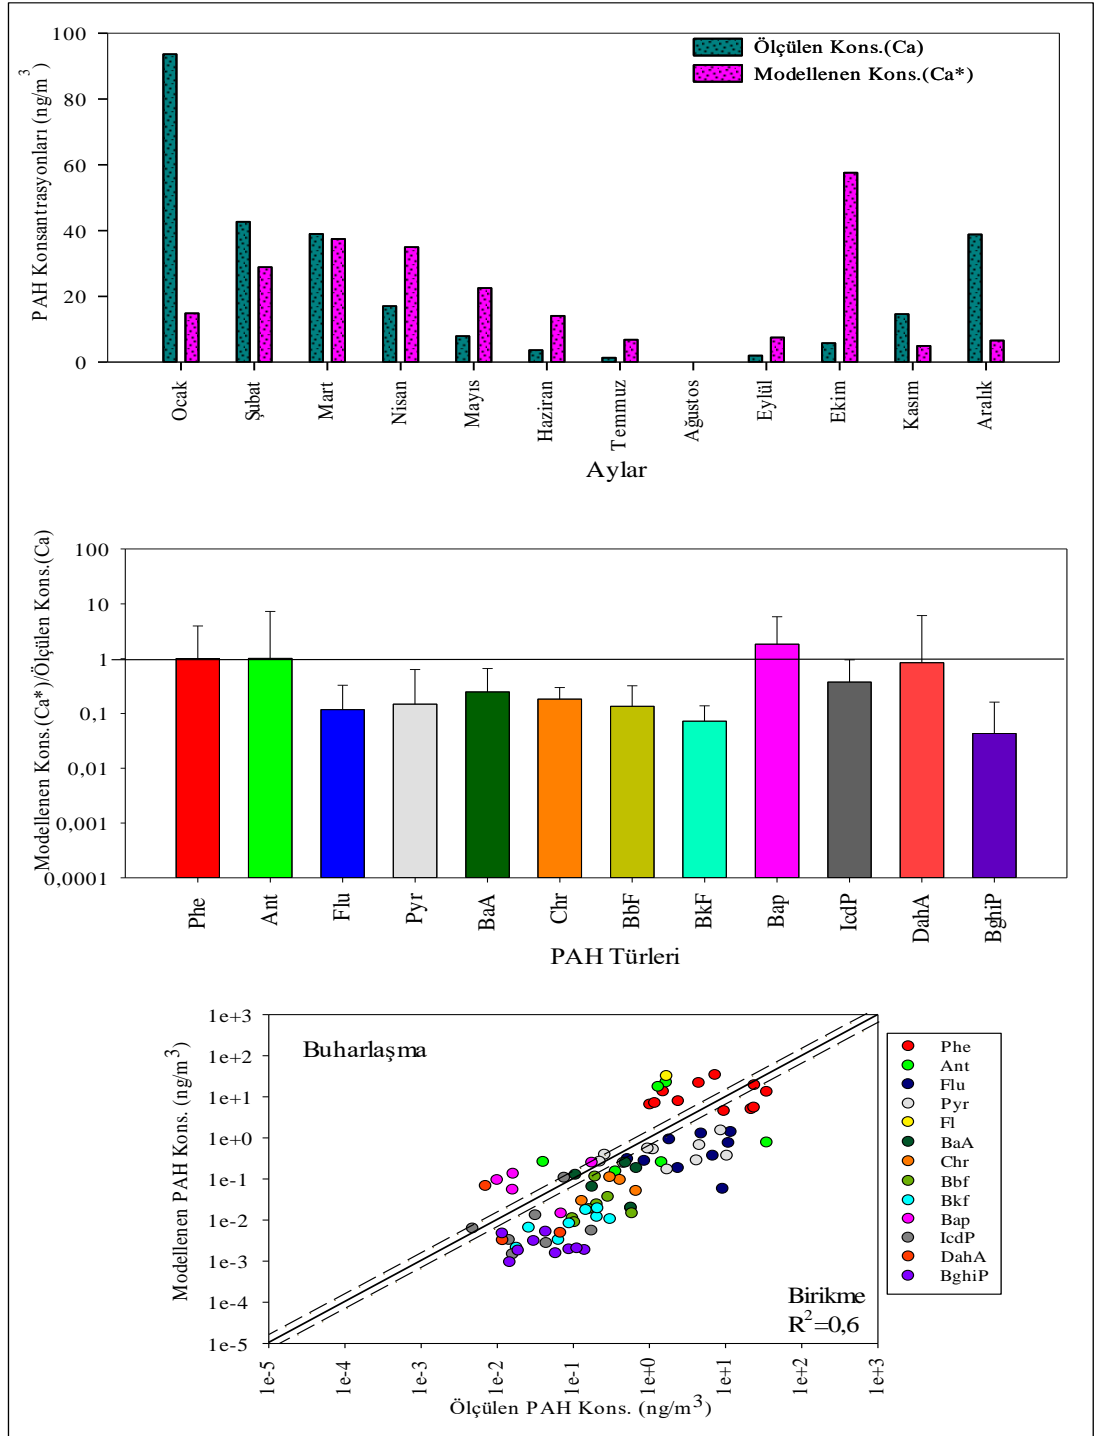 PAH Konsantrasyonları (ng/m³)
100
80
60
40
20
0
Ölçülen Kons.(Ca)
Modellenen Kons.(Ca*)
Ocak
Şubat
Mart
Nisan
Mayıs
Haziran
Temmuz
Ağustos
Eylül
Ekim
Kasım
Aralık
Aylar
Modellenen Kons.(Ca*)/Ölçülen Kons.(Ca)
100
10
1
0,1
0,01
0,001
0,0001
Phe
Ant
Flu
Pyr
BaA
Chr
BbF
BkF
Bap
IcdP
DahA
BghiP
PAH Türleri
Modellenen PAH Kons. (ng/m³)
1e+3
1e+2
1e+1
1e+0
1e-1
1e-2
1e-3
1e-4
1e-5
Buharlaşma
Birikme
R²=0,6
1e-5
1e-4
1e-3
1e-2
1e-1
1e+0
1e+1
1e+2
1e+3
Ölçülen PAH Kons. (ng/m³)
Phe
Ant
Flu
Pyr
Fl
BaA
Chr
Bbf
Bkf
Bap
IcdP
DahA
BghiP